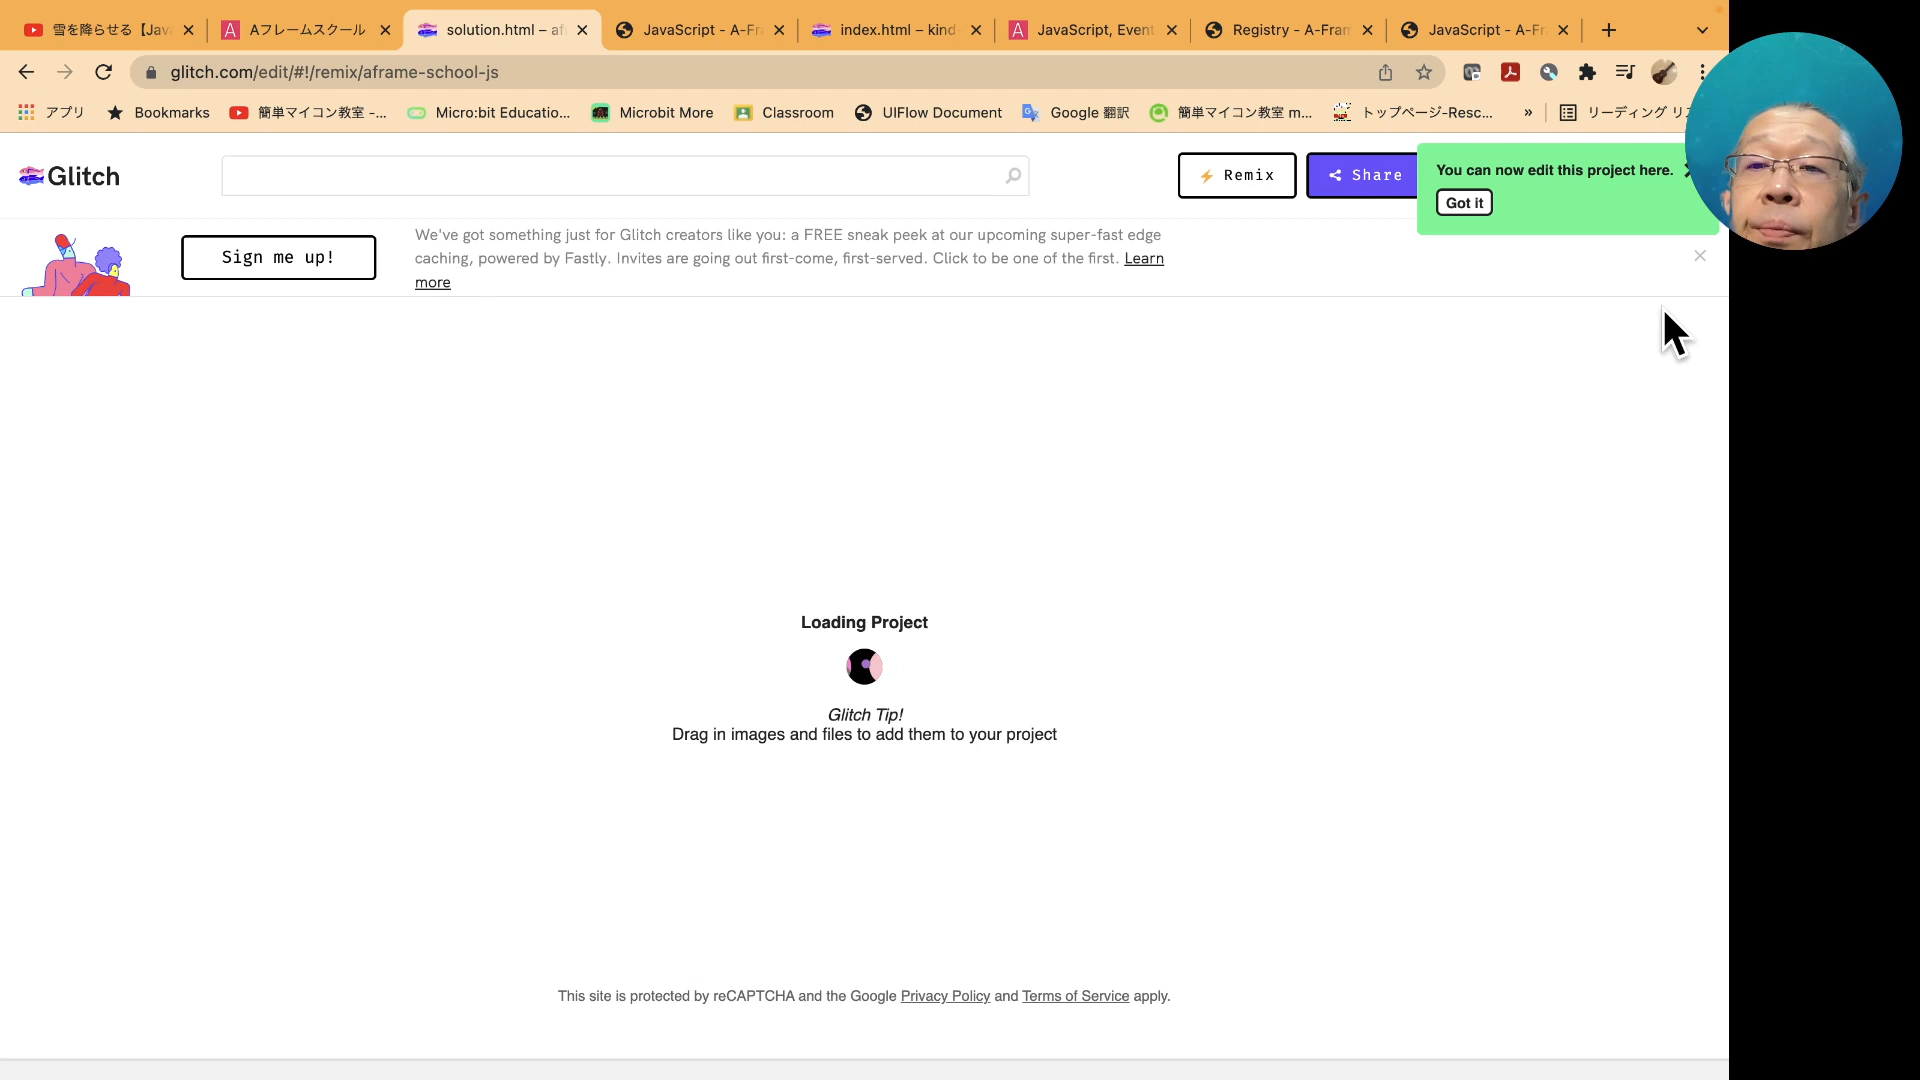 雪を降らせる【Java
Aフレームスクール
solution.html – af
JavaScript - A-Fr
index.html – kind-
JavaScript, Event
Registry - A-Fram
JavaScript - A-Fr
glitch.com/edit/#!/remix/aframe-school-js
アプリ
Bookmarks
簡単マイコン教室 -...
Micro:bit Educatio...
Microbit More
Classroom
UIFlow Document
Google 翻訳
簡単マイコン教室 m...
トップページ-Resc...
»
リーディング リス
Glitch
Remix
Share
You can now edit this project here.
Got it
Sign me up!
We've got something just for Glitch creators like you: a FREE sneak peek at our upcoming super-fast edge
caching, powered by Fastly. Invites are going out first-come, first-served. Click to be one of the first. Learn
more
Loading Project
Glitch Tip!
Drag in images and files to add them to your project
This site is protected by reCAPTCHA and the Google Privacy Policy and Terms of Service apply.